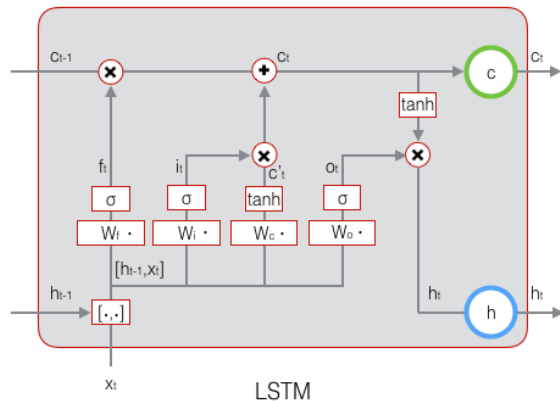 Ct-1
Ct
c
Ct
tanh
ft
it
c't
ot
σ
σ
tanh
σ
Wf ·
Wi ·
Wc ·
Wo ·
[ht-1,xt]
ht-1
[.,.]
ht
h
ht
xt
LSTM